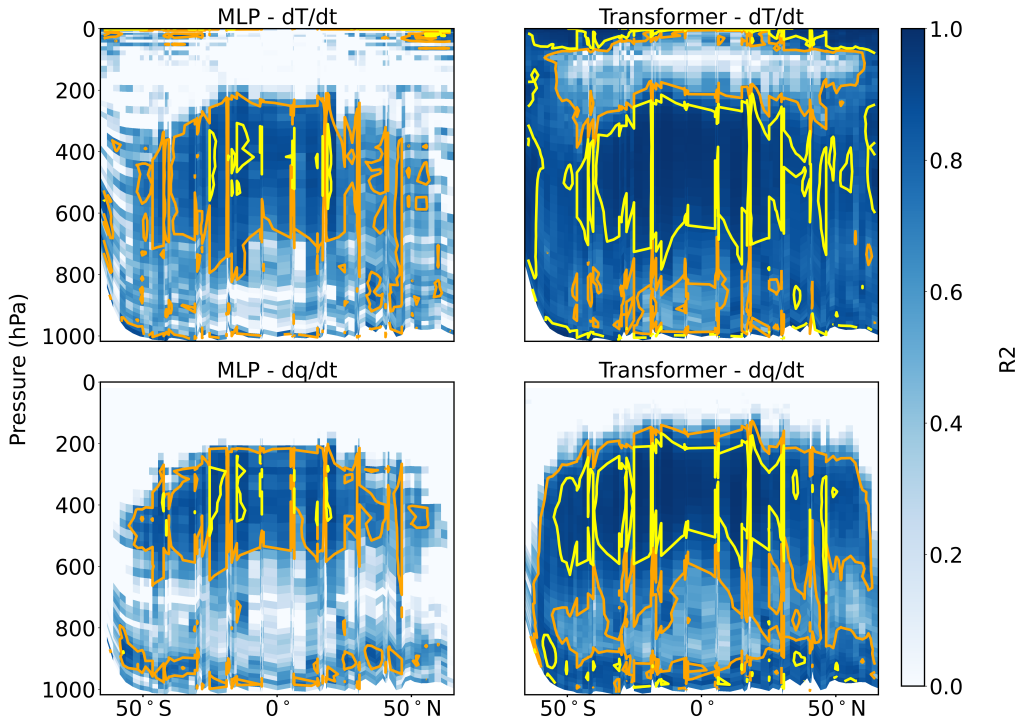 MLP - dT/dt
Transformer - dT/dt
0
200
400
600
800
1000
1.0
0.8
0.6
0.4
0.2
0.0
R2
Pressure (hPa)
MLP - dq/dt
Transformer - dq/dt
0
200
400
600
800
1000
50°S 0° 50°N
50°S 0° 50°N